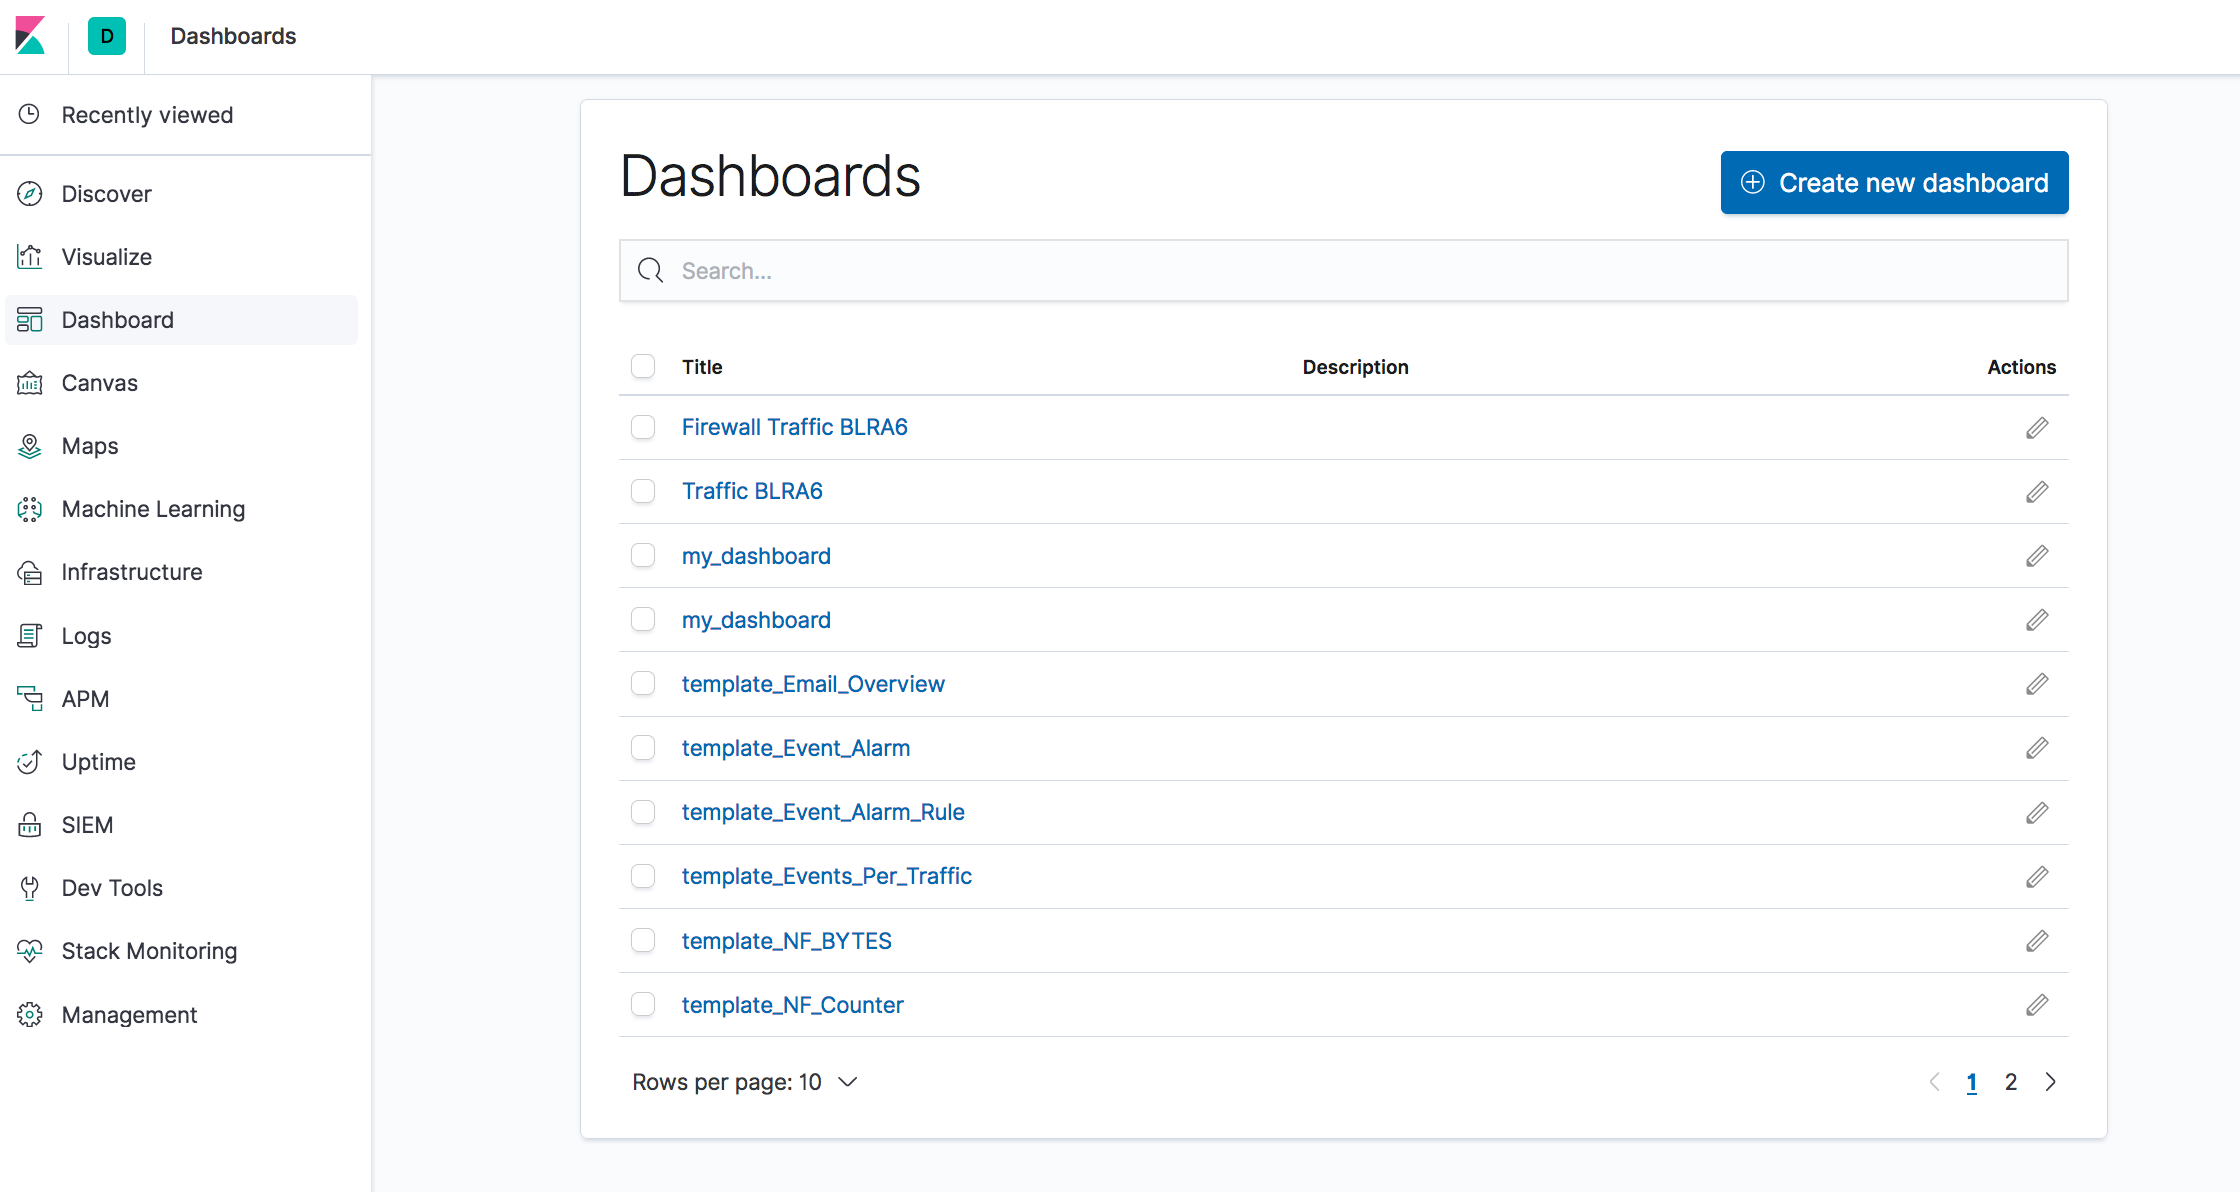 D Dashboards
Recently viewed
Discover
Visualize
Dashboard
Canvas
Maps
Machine Learning
Infrastructure
Logs
APM
Uptime
SIEM
Dev Tools
Stack Monitoring
Management
Dashboards
Create new dashboard
Search...
Title Description Actions
Firewall Traffic BLRA6
Traffic BLRA6
my_dashboard
my_dashboard
template_Email_Overview
template_Event_Alarm
template_Event_Alarm_Rule
template_Events_Per_Traffic
template_NF_BYTES
template_NF_Counter
Rows per page: 10
1 2